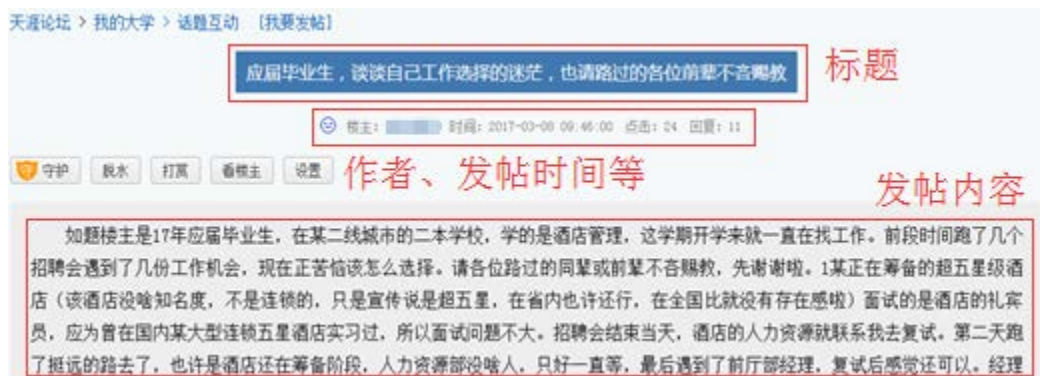 天涯论坛 > 我的大学 > 话题互动 [我要发帖]
应届毕业生，谈谈自己工作选择的迷茫，也请路过的各位前辈不吝赐教
标题
楼主： 时间：2017-03-08 09:46:00 点击：24 回复：11
守护 脱水 打赏 看楼主 设置
作者、发帖时间等
发帖内容
如题楼主是17年应届毕业生，在某二线城市的二本学校，学的是酒店管理，这学期开学来就一直在找工作。前段时间跑了几个
招聘会遇到了几份工作机会，现在正苦恼该怎么选择。请各位路过的同辈或前辈不吝赐教，先谢谢啦。1某正在筹备的超五星级酒
店（该酒店没啥知名度，不是连锁的，只是宣传说是超五星，在省内也许还行，在全国比就没有存在感啦）面试的是酒店的礼宾
员，应为曾在国内某大型连锁五星酒店实习过，所以面试问题不大。招聘会结束当天，酒店的人力资源就联系我去复试。第二天跑
了挺远的路去了，也许是酒店还在筹备阶段，人力资源部没啥人，只好一直等，最后遇到了前厅部经理，复试后感觉还可以。经理